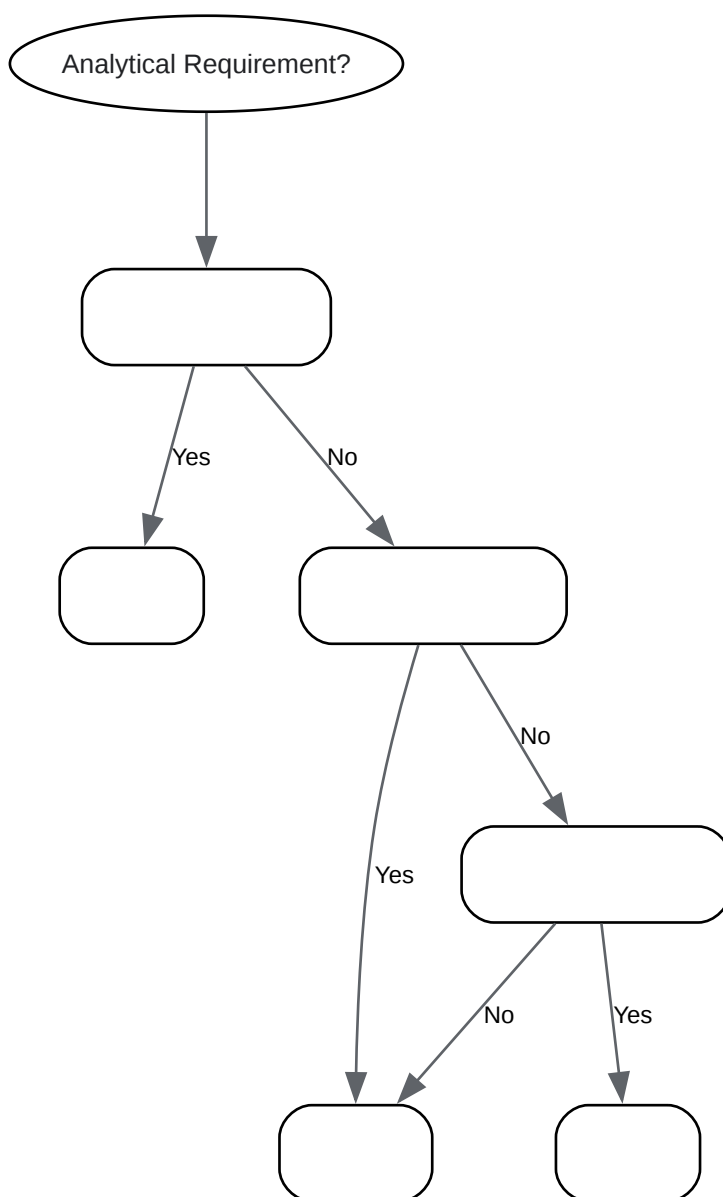 Analytical Requirement?
Yes
No
No
Yes
No
Yes